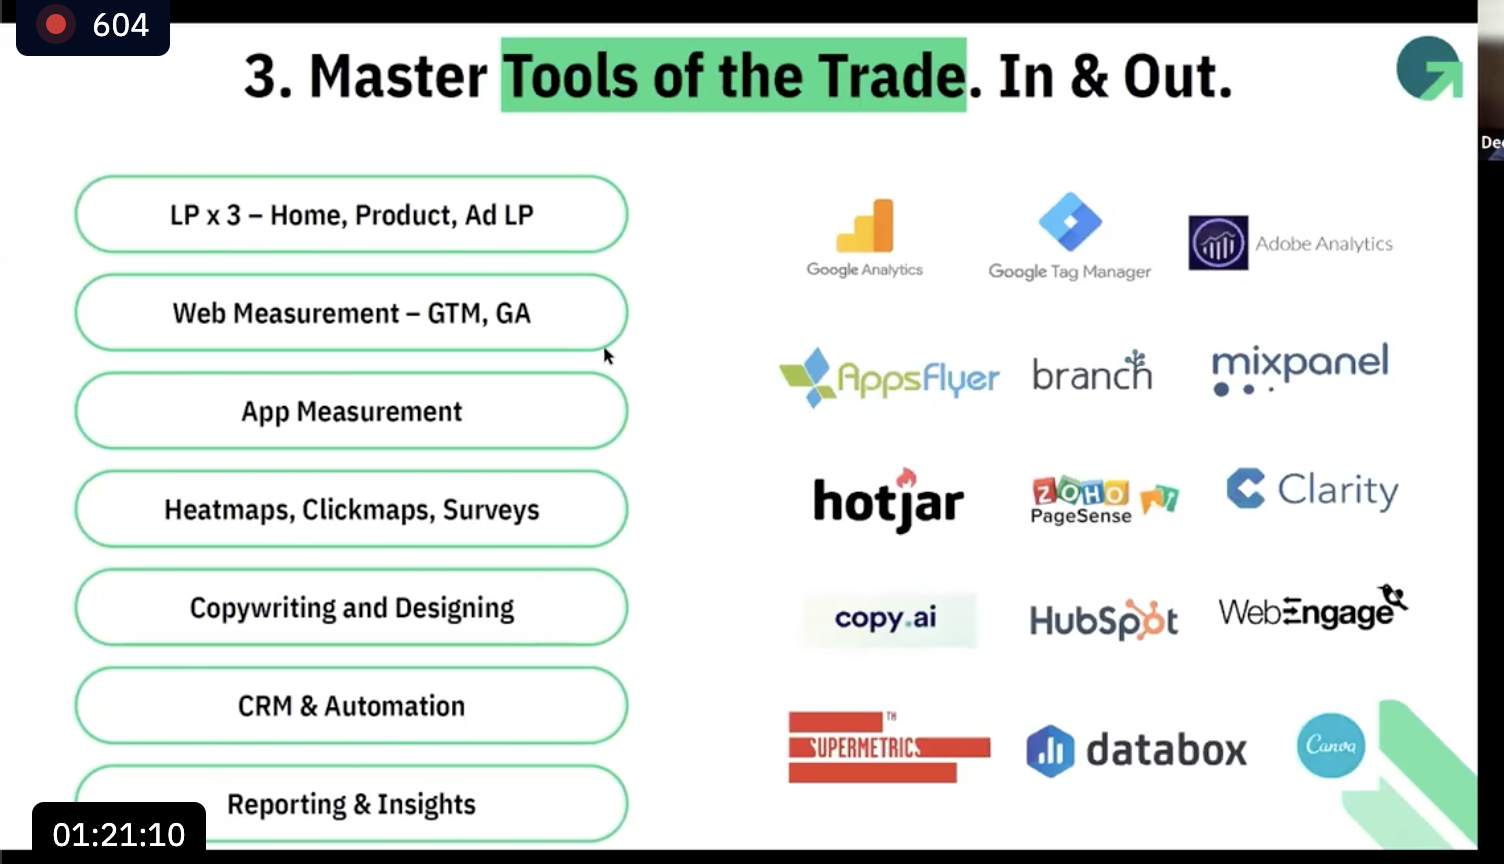 604
3. Master Tools of the Trade. In & Out.
LP x 3 – Home, Product, Ad LP
Web Measurement – GTM, GA
App Measurement
Heatmaps, Clickmaps, Surveys
Copywriting and Designing
CRM & Automation
Reporting & Insights
Google Analytics
Google Tag Manager
Adobe Analytics
AppsFlyer
branch
mixpanel
hotjar
ZOHO
PageSense
Clarity
copy.ai
HubSpot
WebEngage
SUPERMETRICS TM
databox
Canva
01:21:10